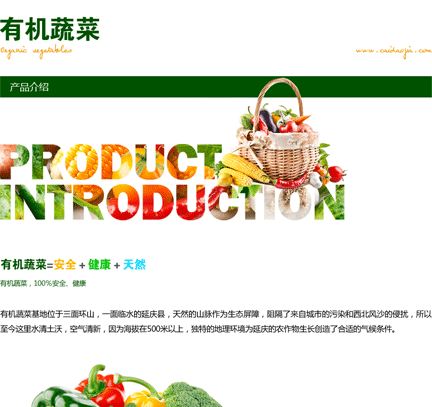 有机蔬菜
Organic vegetables
产品介绍
PRODUCT
INTRODUCTION
有机蔬菜=安全 + 健康 + 天然
有机蔬菜，100%安全、健康
有机蔬菜基地位于三面环山，一面临水的延庆县，天然的山脉作为生态屏障，阻隔了来自城市的污染和西北风沙的侵扰，所以
至今这里水清土沃，空气清新，因为海拔在500米以上，独特的地理环境为延庆的农作物生长创造了合适的气候条件。